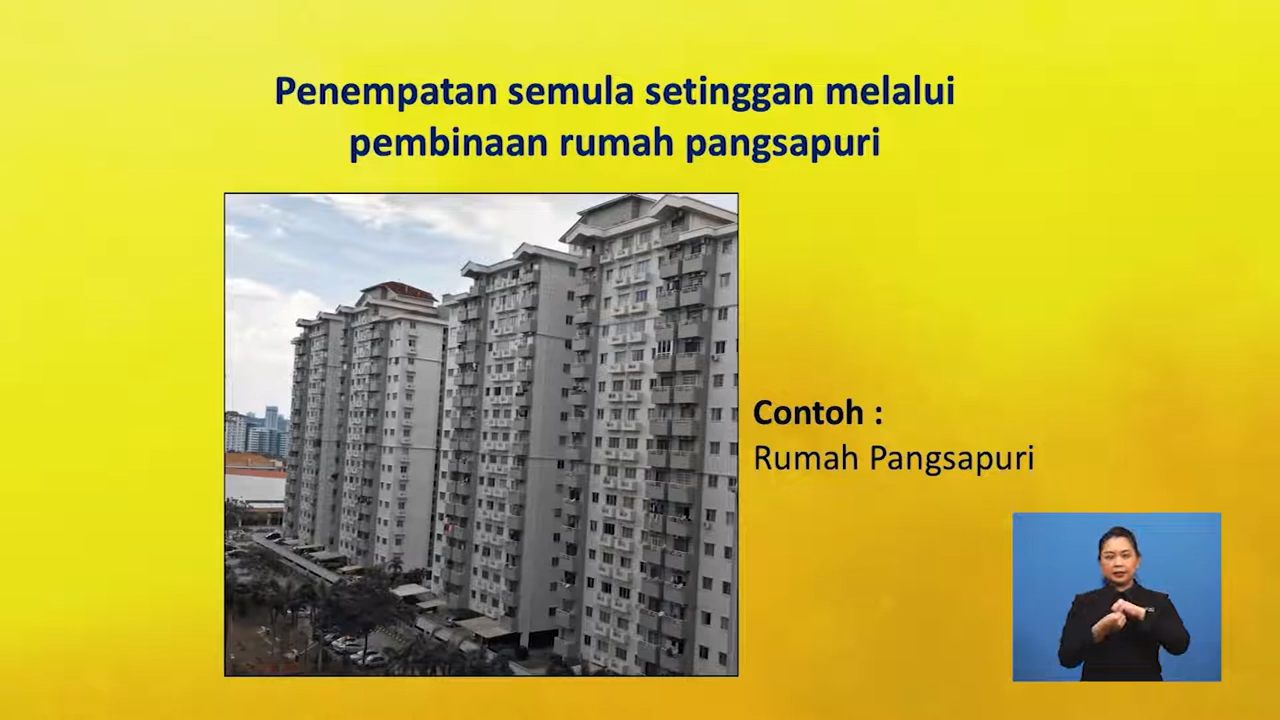 Penempatan semula setinggan melalui
pembinaan rumah pangsapuri
Contoh :
Rumah Pangsapuri